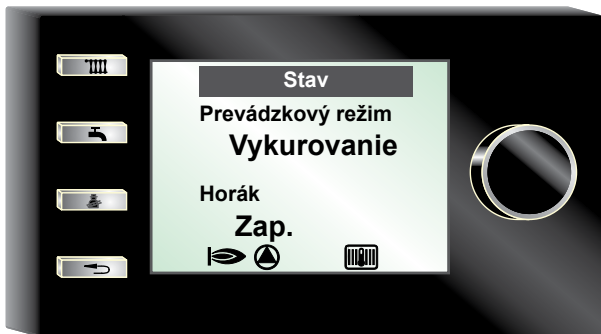 Stav
Prevádzkový režim
Vykurovanie
Horák
Zap.